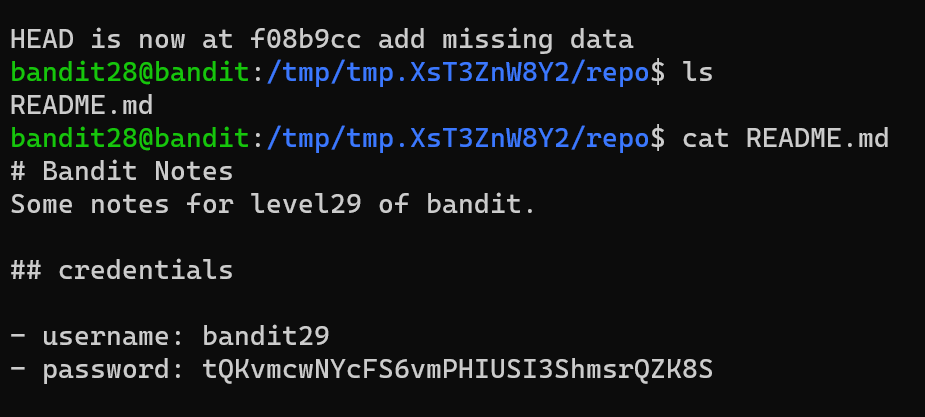 HEAD is now at f08b9cc add missing data
bandit28@bandit:/tmp/tmp.XsT3ZnW8Y2/repo$ ls
README.md
bandit28@bandit:/tmp/tmp.XsT3ZnW8Y2/repo$ cat README.md
# Bandit Notes
Some notes for level29 of bandit.
## credentials
- username: bandit29
- password: tQKvmcwNYcFS6vmPHIUSI3ShmsrQZK8S